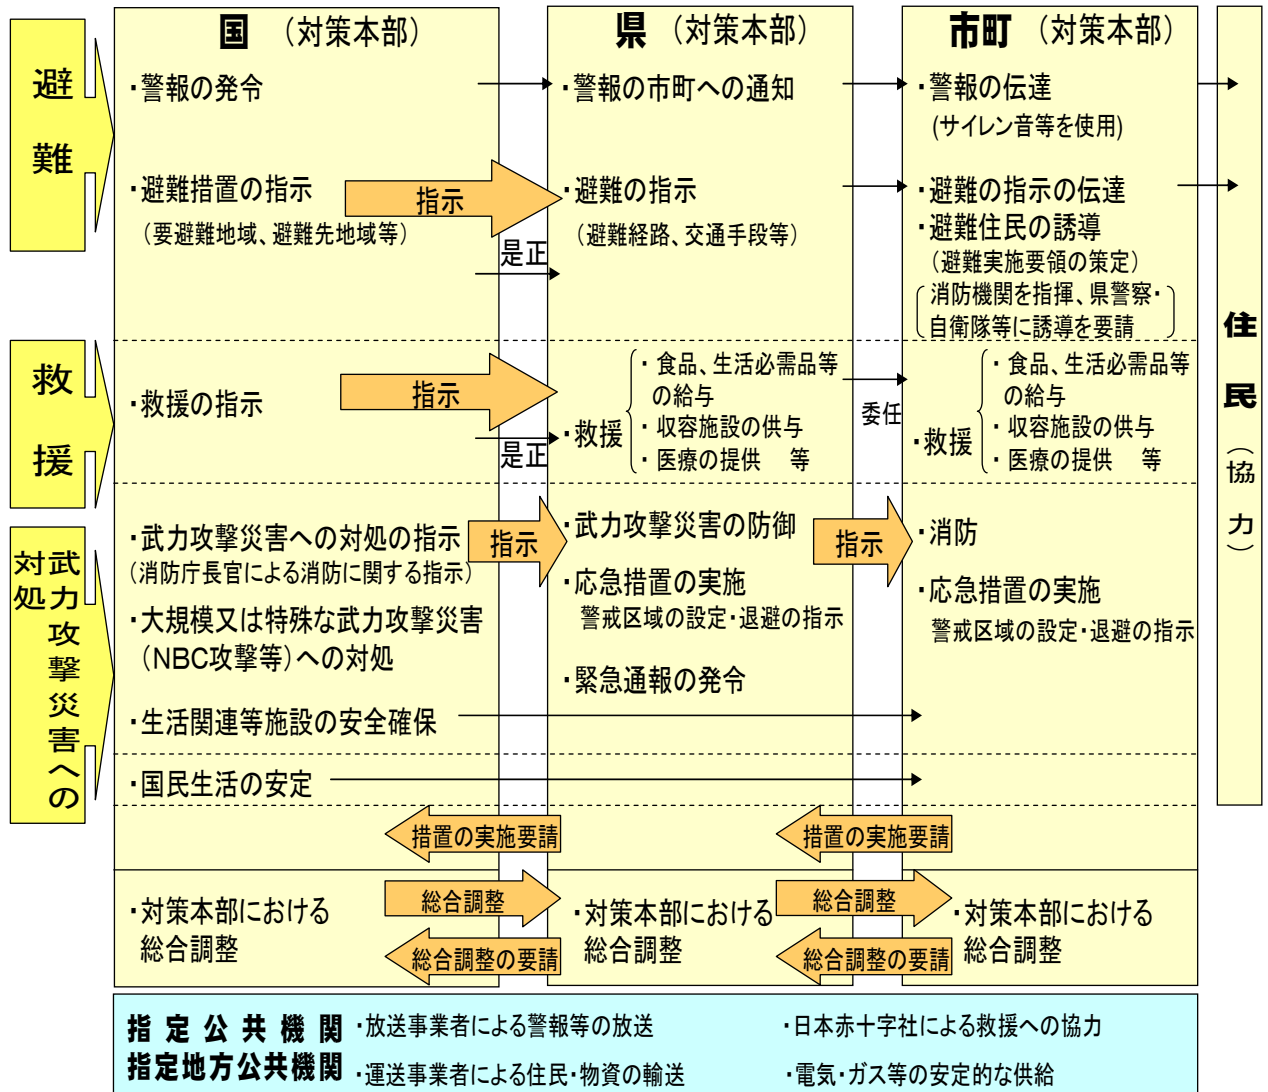 避難
国（対策本部）
・警報の発令
・避難措置の指示
（要避難地域、避難先地域等）
指示
是正
県（対策本部）
・警報の市町への通知
・避難の指示
（避難経路、交通手段等）
市町（対策本部）
・警報の伝達
(サイレン音等を使用)
・避難の指示の伝達
・避難住民の誘導
（避難実施要領の策定）
消防機関を指揮、県警察・
自衛隊等に誘導を要請
住民（協力）
救援
・救援の指示
指示
是正
・救援
・食品、生活必需品等
の給与
・収容施設の供与
・医療の提供　等
委任
・救援
・食品、生活必需品等
の給与
・収容施設の供与
・医療の提供　等
武力攻撃災害への
対処
・武力攻撃災害への対処の指示
（消防庁長官による消防に関する指示）
・大規模又は特殊な武力攻撃災害
（NBC攻撃等）への対処
・生活関連等施設の安全確保
指示
・武力攻撃災害の防御
・応急措置の実施
警戒区域の設定・退避の指示
・緊急通報の発令
指示
・消防
・応急措置の実施
警戒区域の設定・退避の指示
・国民生活の安定
措置の実施要請
措置の実施要請
・対策本部における
総合調整
総合調整
総合調整の要請
・対策本部における
総合調整
総合調整
総合調整の要請
・対策本部における
総合調整
指定公共機関
指定地方公共機関
・放送事業者による警報等の放送
・日本赤十字社による救援への協力
・運送事業者による住民・物資の輸送
・電気・ガス等の安定的な供給